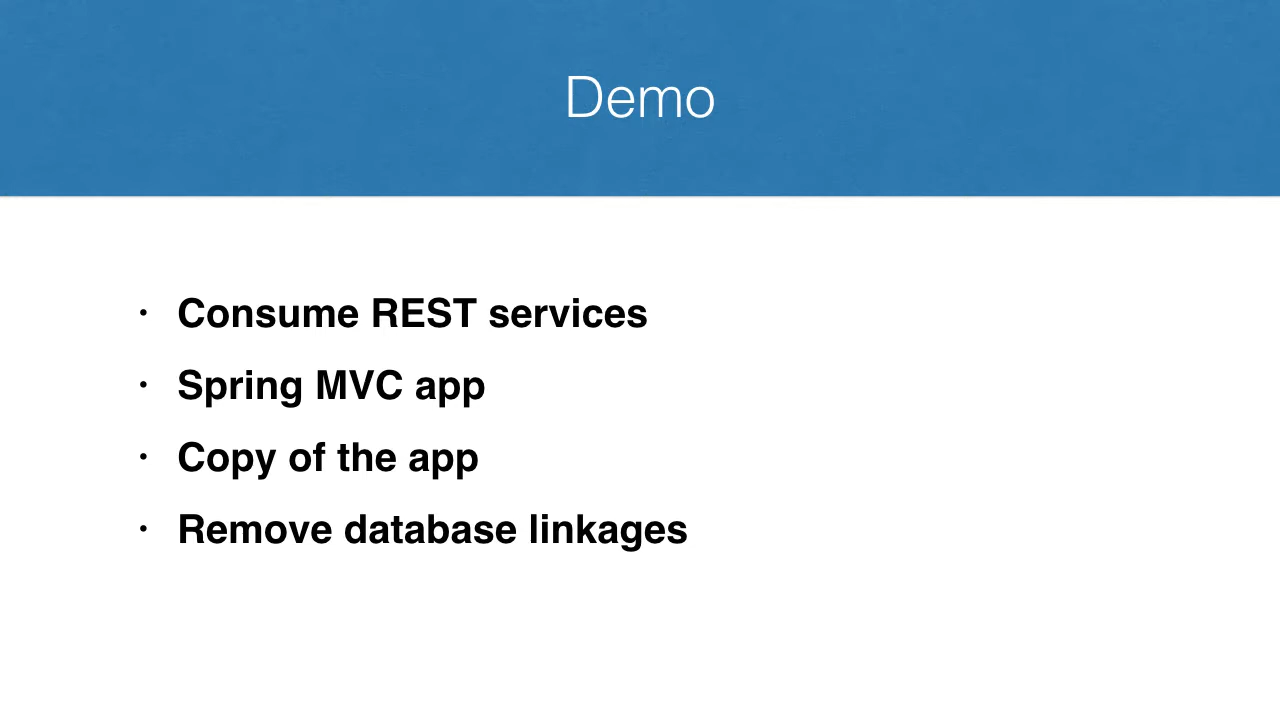 Demo
• Consume REST services
• Spring MVC app
• Copy of the app
• Remove database linkages